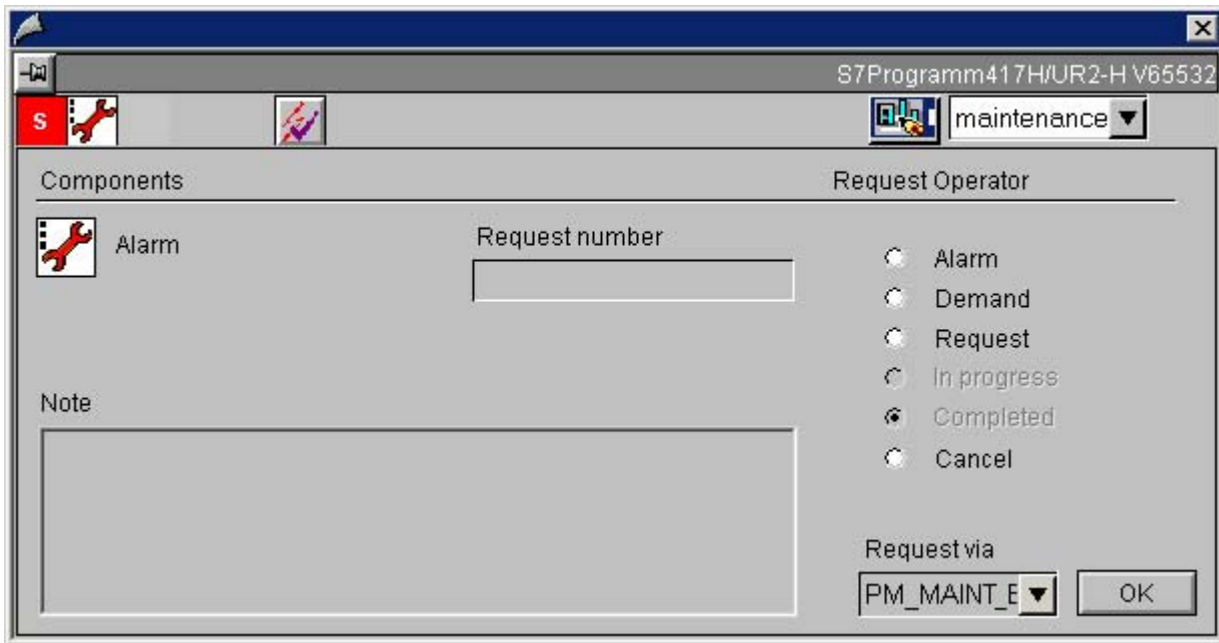 S7Programm417H/UR2-H V65532
S
maintenance
Components
Request Operator
Alarm
Request number
Alarm
Demand
Request
In progress
Completed
Cancel
Note
Request via
PM_MAINT_E
OK